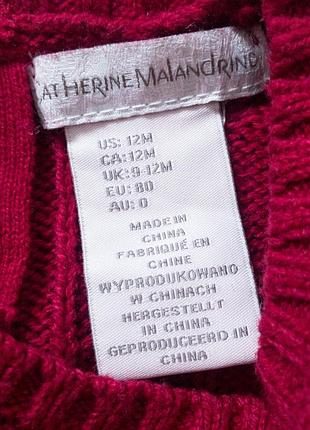 CATHERINE MALANDRINO
US: 12M
CA: 12M
UK: 9-12M
EU: 80
AU: 0
MADE IN
CHINA
FABRIQUÉ EN
CHINE
WYPRODUKOWANO
W CHINACH
HERGESTELLT
IN CHINA
GEPRODUCEERD IN
CHINA